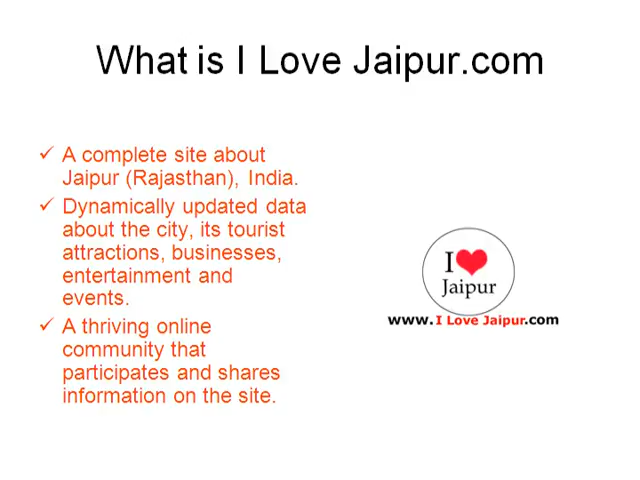 What is I Love Jaipur.com
A complete site about
Jaipur (Rajasthan), India.
Dynamically updated data
about the city, its tourist
attractions, businesses,
entertainment and
events.
A thriving online
community that
participates and shares
information on the site.
I
Jaipur
www.I Love Jaipur.com